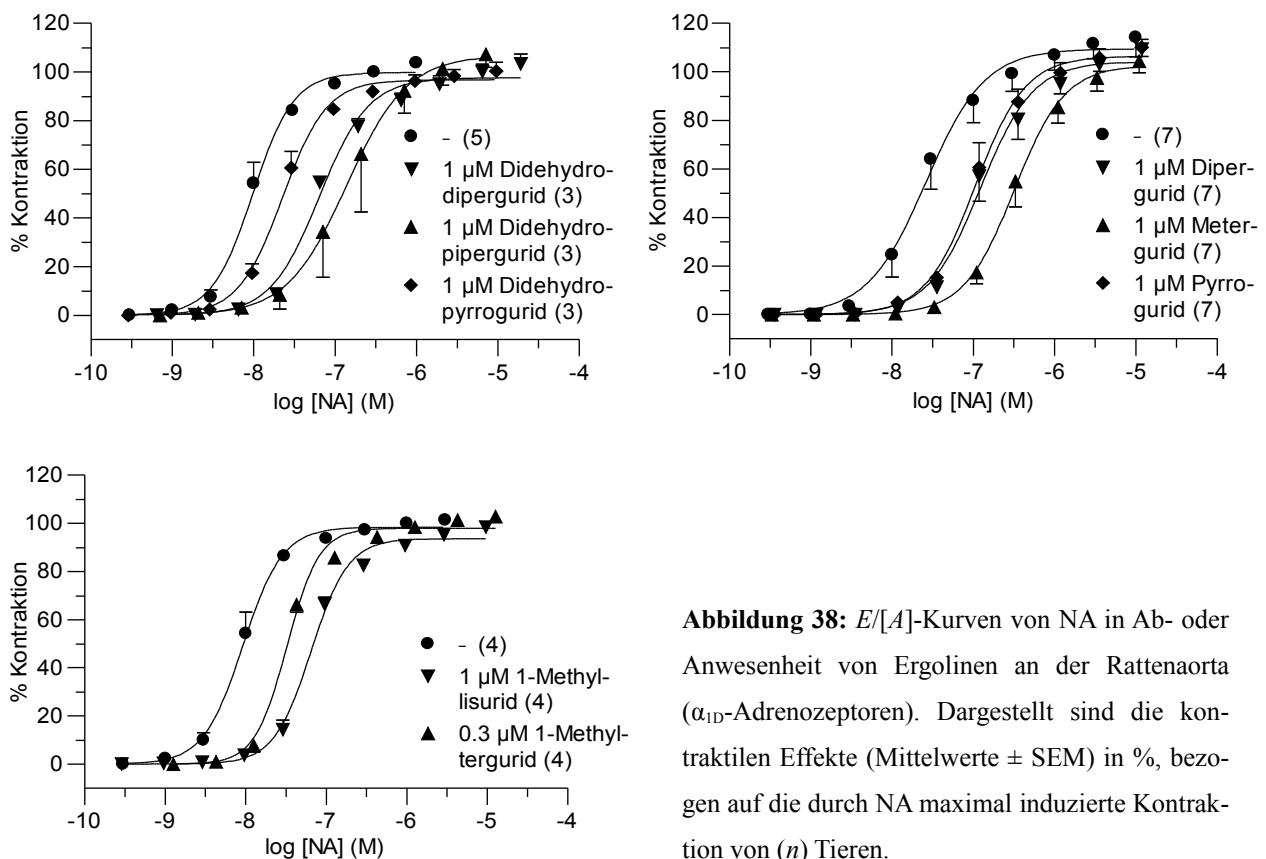 120
100
80
60
40
20
0
% Kontraktion
- (5)
1 µM Didehydro-
dipergurid (3)
1 µM Didehydro-
pipergurid (3)
1 µM Didehydro-
pyrrogurid (3)
-10 -9 -8 -7 -6 -5 -4
log [NA] (M)
120
100
80
60
40
20
0
% Kontraktion
- (7)
1 µM Diper-
gurid (7)
1 µM Meter-
gurid (7)
1 µM Pyrro-
gurid (7)
-10 -9 -8 -7 -6 -5 -4
log [NA] (M)
120
100
80
60
40
20
0
% Kontraktion
- (4)
1 µM 1-Methyl-
lisurid (4)
0.3 µM 1-Methyl-
tergurid (4)
-10 -9 -8 -7 -6 -5 -4
log [NA] (M)
Abbildung 38: E/[A]-Kurven von NA in Ab- oder
Anwesenheit von Ergolinen an der Rattenaorta
(α1D-Adrenozeptoren). Dargestellt sind die kon-
traktilen Effekte (Mittelwerte ± SEM) in %, bezo-
gen auf die durch NA maximal induzierte Kontrak-
tion von (n) Tieren.